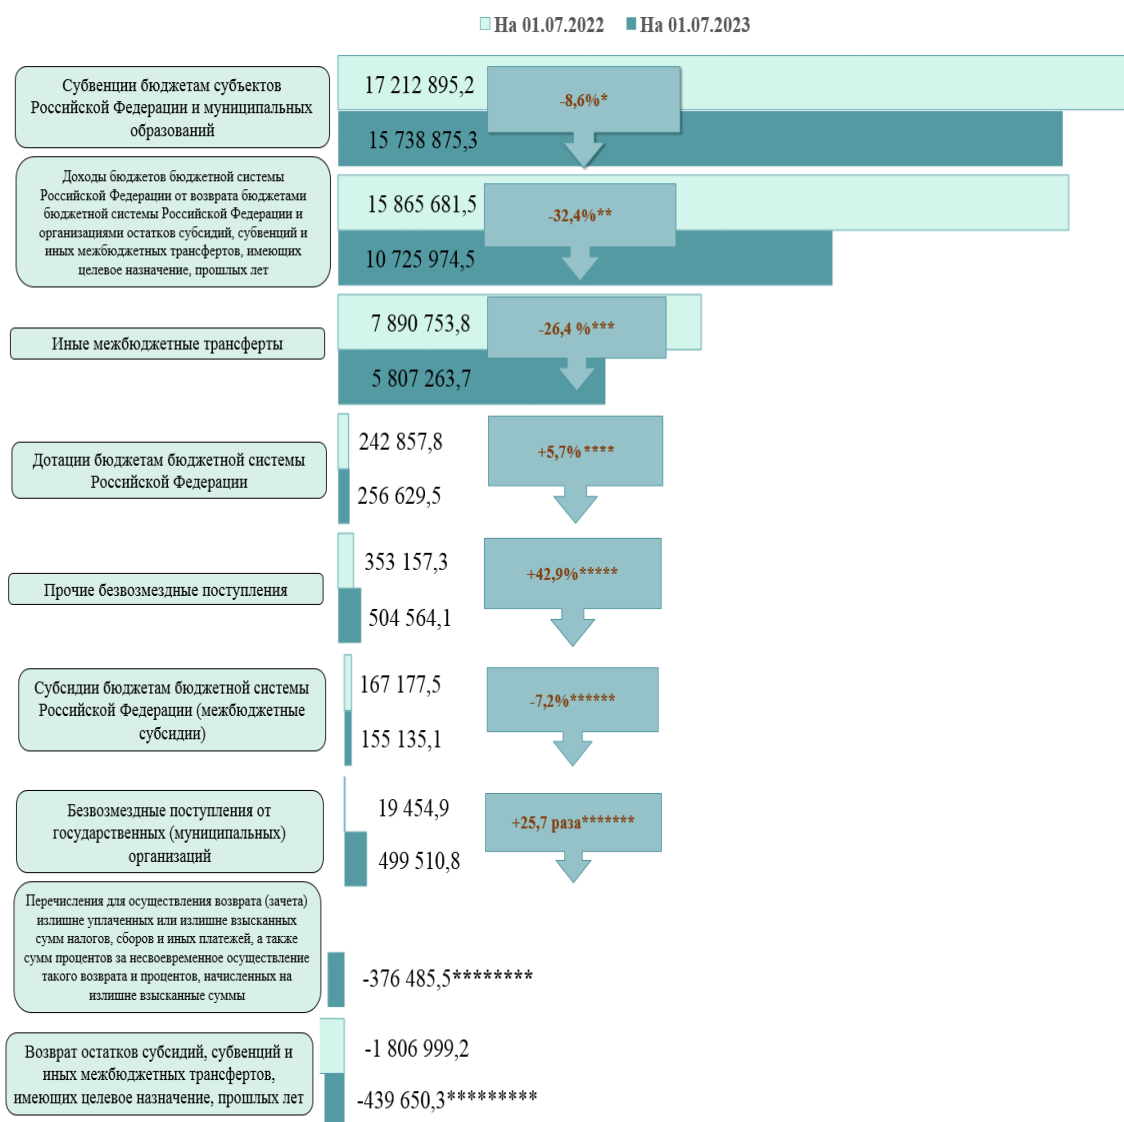 На 01.07.2022
На 01.07.2023
Субвенции бюджетам субъектов
Российской Федерации и муниципальных
образований
17 212 895,2
15 738 875,3
-8,6%*
Доходы бюджетов бюджетной системы
Российской Федерации от возврата бюджетами
бюджетной системы Российской Федерации и
организациями остатков субсидий, субвенций и
иных межбюджетных трансфертов, имеющих
целевое назначение, прошлых лет
15 865 681,5
10 725 974,5
-32,4%**
Иные межбюджетные трансферты
7 890 753,8
5 807 263,7
-26,4 %***
Дотации бюджетам бюджетной системы
Российской Федерации
242 857,8
256 629,5
+5,7% ****
Прочие безвозмездные поступления
353 157,3
504 564,1
+42,9%*****
Субсидии бюджетам бюджетной системы
Российской Федерации (межбюджетные
субсидии)
167 177,5
155 135,1
-7,2%******
Безвозмездные поступления от
государственных (муниципальных)
организаций
19 454,9
499 510,8
+25,7 раза*******
Перечисления для осуществления возврата (зачета)
излишне уплаченных или излишне взысканных
сумм налогов, сборов и иных платежей, а также
сумм процентов за несвоевременное осуществление
такого возврата и процентов, начисленных на
излишне взысканные суммы
-376 485,5********
Возврат остатков субсидий, субвенций и
иных межбюджетных трансфертов,
имеющих целевое назначение, прошлых лет
-1 806 999,2
-439 650,3*********